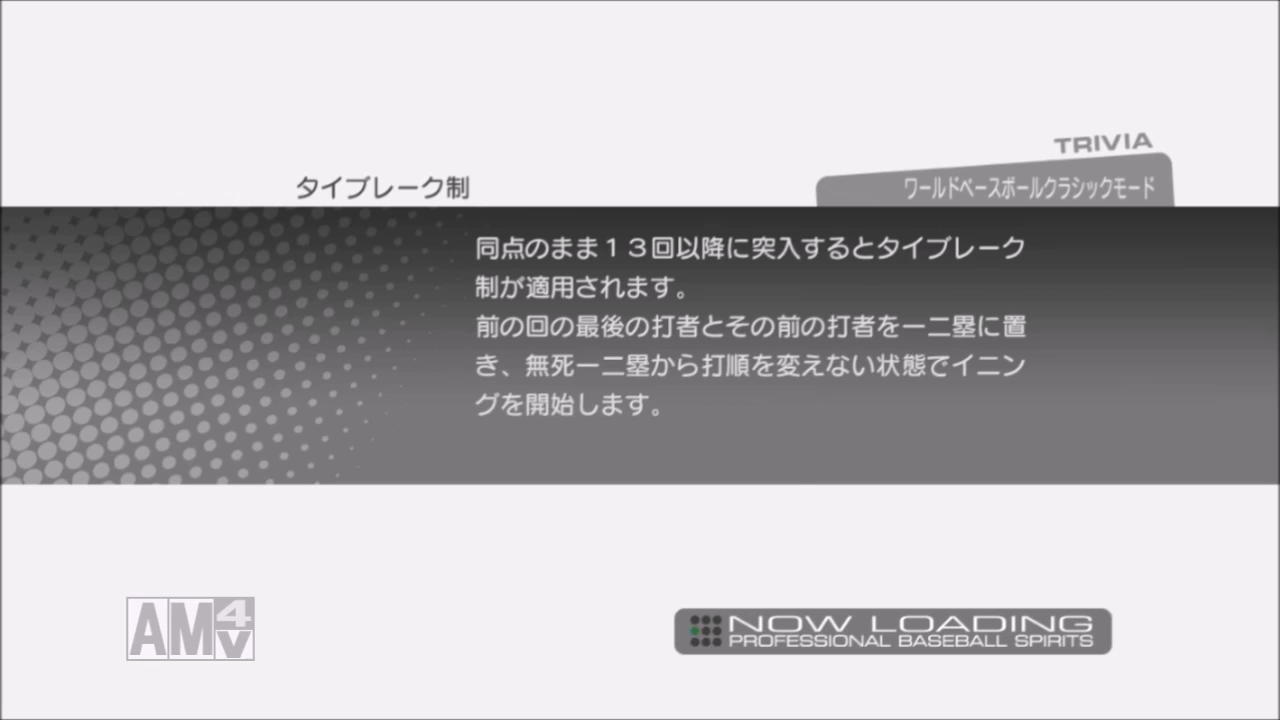 TRIVIA
タイブレーク制
ワールドベースボールクラシックモード
同点のまま１３回以降に突入するとタイブレーク
制が適用されます。
前の回の最後の打者とその前の打者を一二塁に置
き、無死一二塁から打順を変えない状態でイニン
グを開始します。
AM4v
NOW LOADING
PROFESSIONAL BASEBALL SPIRITS